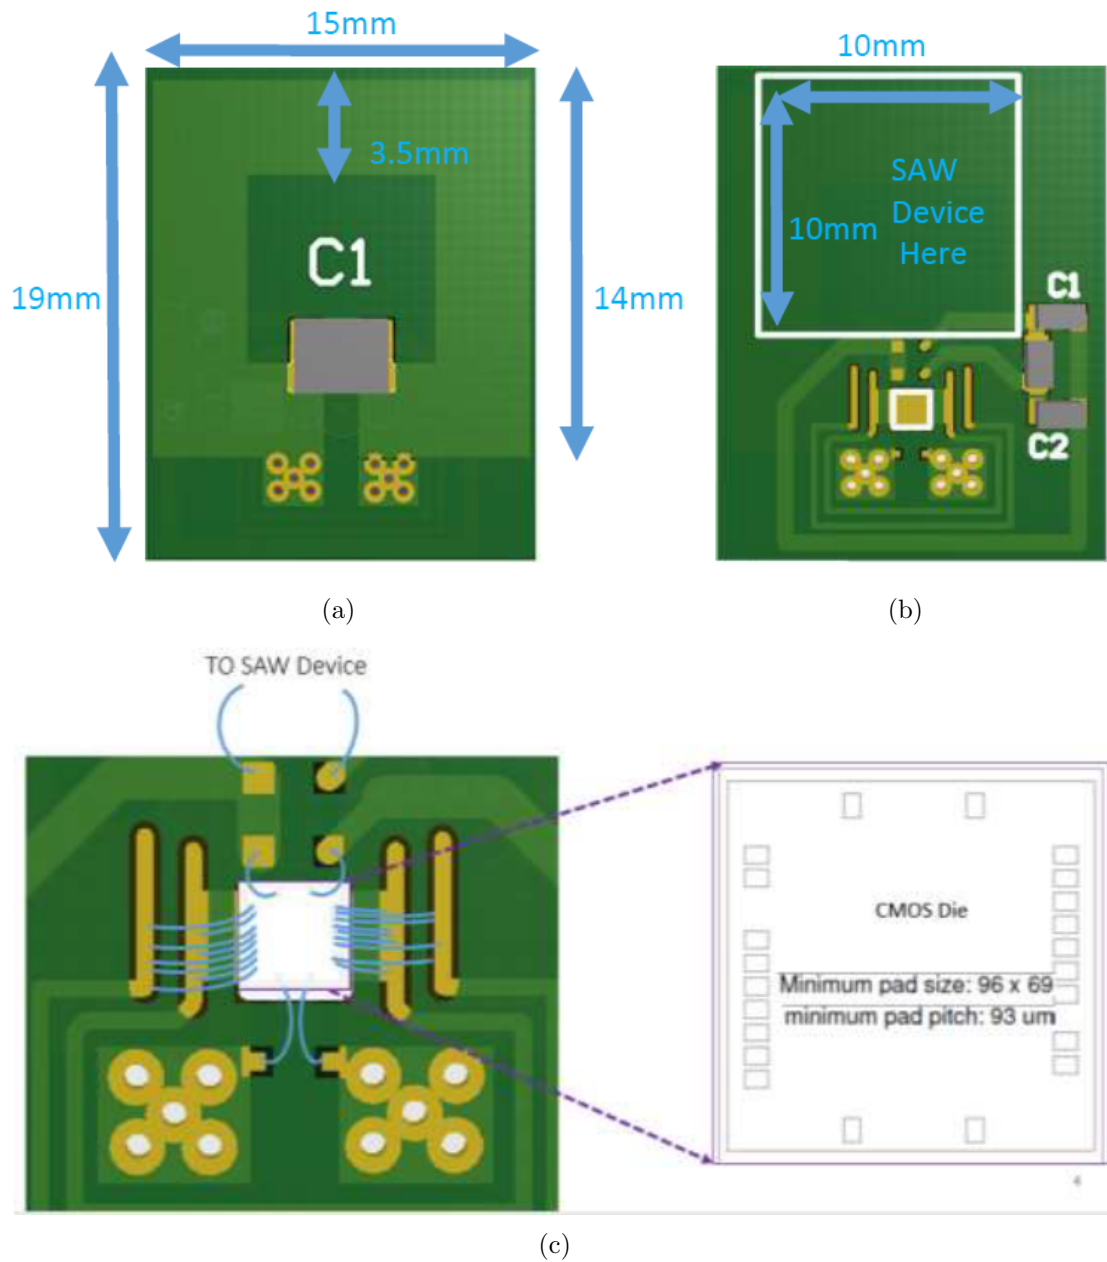 15mm
3.5mm
C1
19mm
14mm
(a)
10mm
SAW
Device
Here
10mm
C1
C2
(b)
TO SAW Device
CMOS Die
Minimum pad size: 96 x 69
minimum pad pitch: 93 um
4
(c)